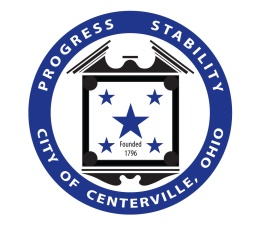 PROGRESS STABILITY
Founded
1796
CITY OF CENTERVILLE, OHIO